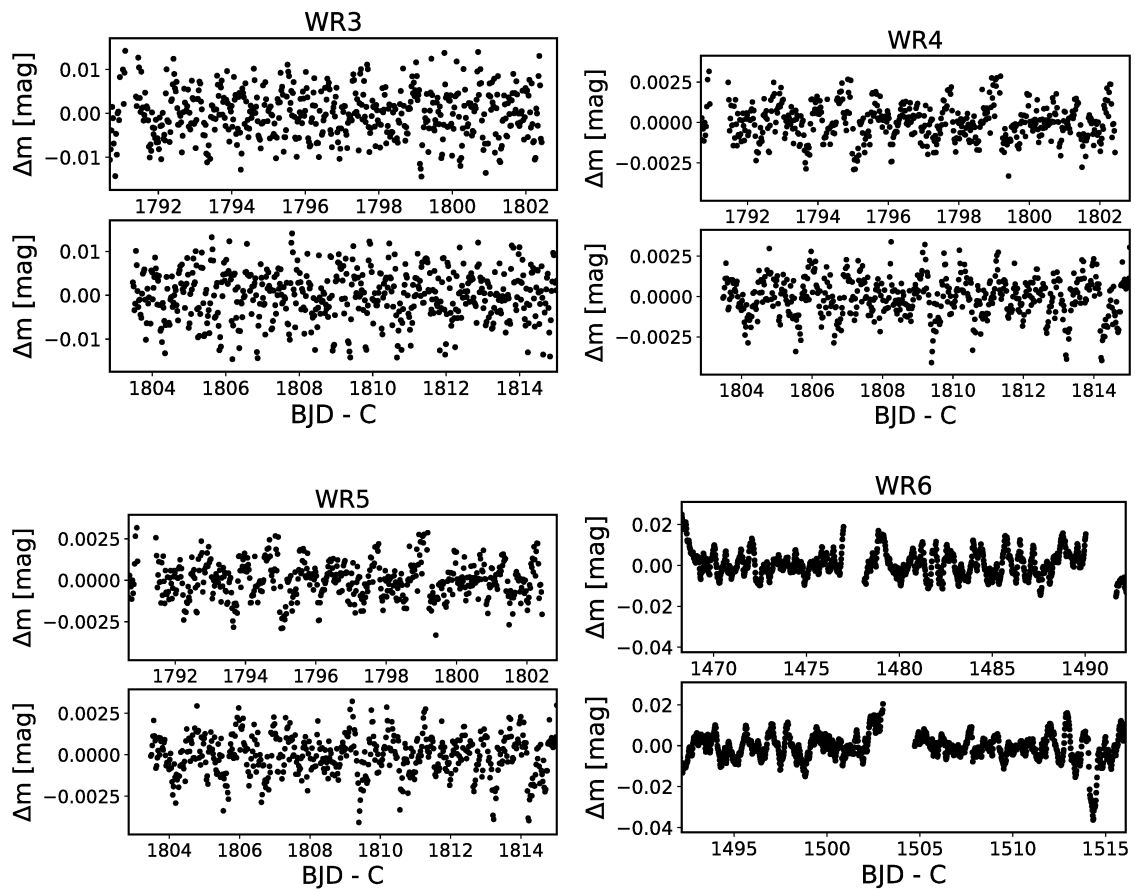 WR3
Δm [mag]
0.01
0.00
−0.01
1792 1794 1796 1798 1800 1802
Δm [mag]
0.01
0.00
−0.01
1804 1806 1808 1810 1812 1814
BJD - C
WR4
Δm [mag]
0.0025
0.0000
−0.0025
1792 1794 1796 1798 1800 1802
Δm [mag]
0.0025
0.0000
−0.0025
1804 1806 1808 1810 1812 1814
BJD - C
WR5
Δm [mag]
0.0025
0.0000
−0.0025
1792 1794 1796 1798 1800 1802
Δm [mag]
0.0025
0.0000
−0.0025
1804 1806 1808 1810 1812 1814
BJD - C
WR6
Δm [mag]
0.02
0.00
−0.02
−0.04
1470 1475 1480 1485 1490
Δm [mag]
0.02
0.00
−0.02
−0.04
1495 1500 1505 1510 1515
BJD - C